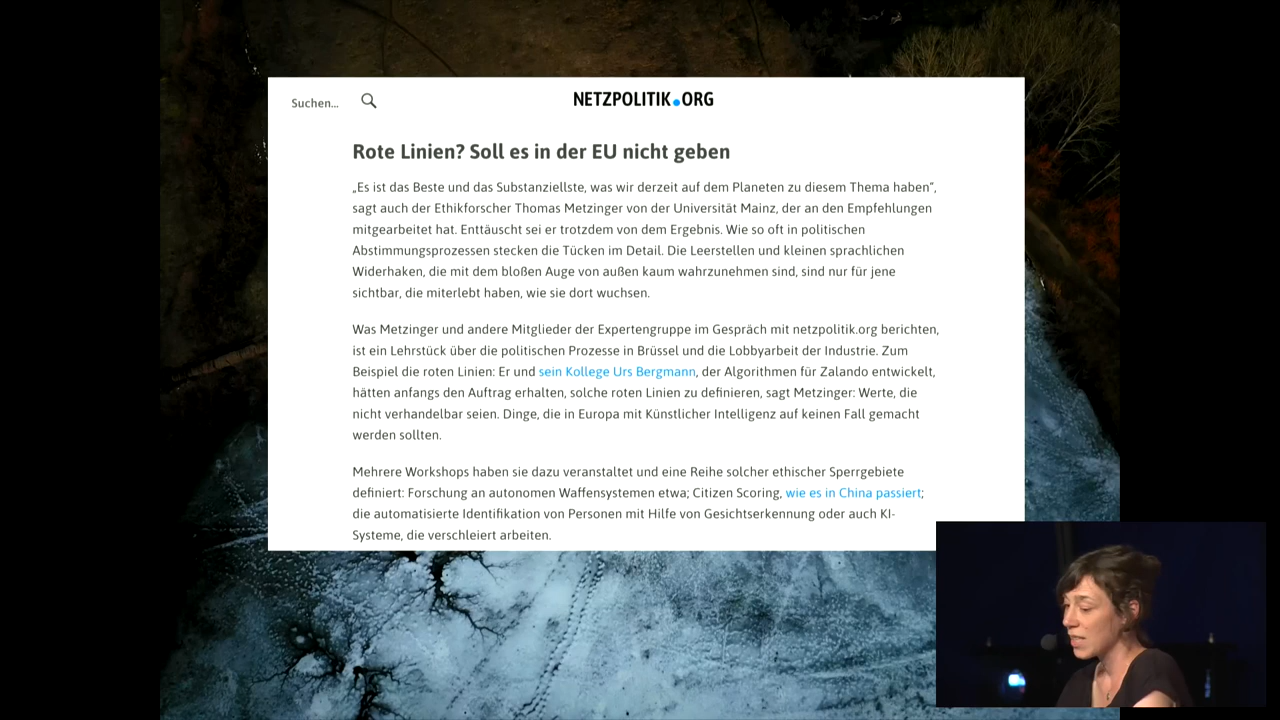 Suchen...
NETZPOLITIK.ORG
Rote Linien? Soll es in der EU nicht geben
„Es ist das Beste und das Substanziellste, was wir derzeit auf dem Planeten zu diesem Thema haben“,
sagt auch der Ethikforscher Thomas Metzinger von der Universität Mainz, der an den Empfehlungen
mitgearbeitet hat. Enttäuscht sei er trotzdem von dem Ergebnis. Wie so oft in politischen
Abstimmungsprozessen stecken die Tücken im Detail. Die Leerstellen und kleinen sprachlichen
Widerhaken, die mit dem bloßen Auge von außen kaum wahrzunehmen sind, sind nur für jene
sichtbar, die miterlebt haben, wie sie dort wuchsen.
Was Metzinger und andere Mitglieder der Expertengruppe im Gespräch mit netzpolitik.org berichten,
ist ein Lehrstück über die politischen Prozesse in Brüssel und die Lobbyarbeit der Industrie. Zum
Beispiel die roten Linien: Er und sein Kollege Urs Bergmann, der Algorithmen für Zalando entwickelt,
hätten anfangs den Auftrag erhalten, solche roten Linien zu definieren, sagt Metzinger: Werte, die
nicht verhandelbar seien. Dinge, die in Europa mit Künstlicher Intelligenz auf keinen Fall gemacht
werden sollten.
Mehrere Workshops haben sie dazu veranstaltet und eine Reihe solcher ethischer Sperrgebiete
definiert: Forschung an autonomen Waffensystemen etwa; Citizen Scoring, wie es in China passiert;
die automatisierte Identifikation von Personen mit Hilfe von Gesichtserkennung oder auch KI-
Systeme, die verschleiert arbeiten.